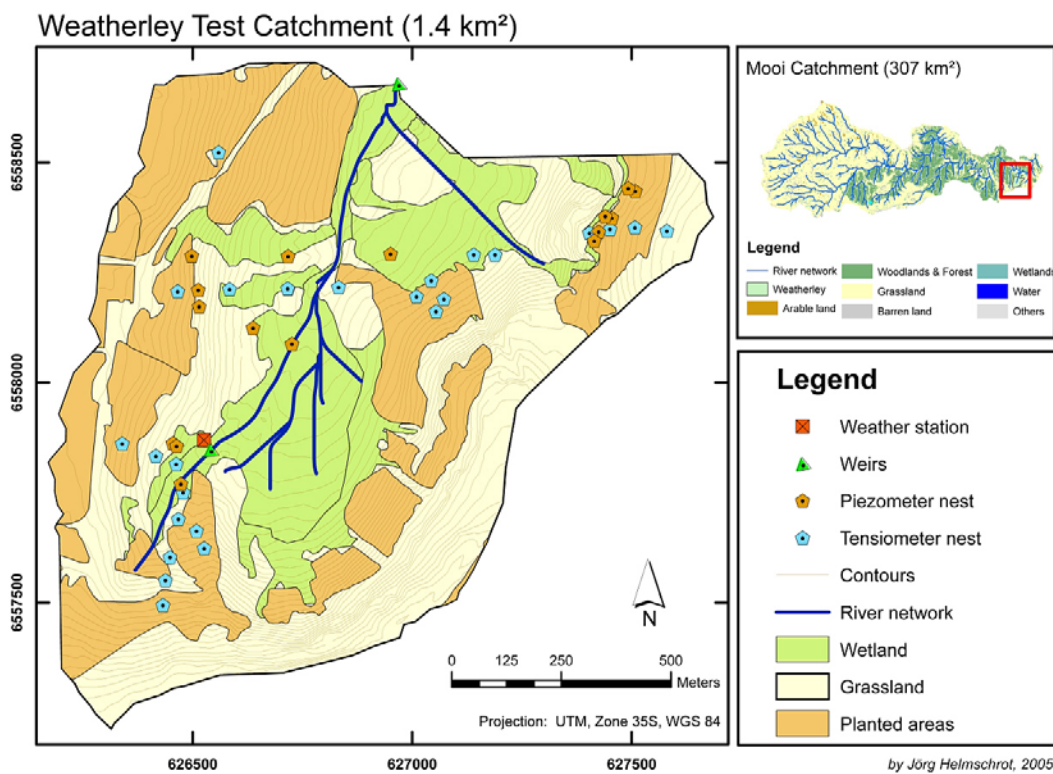 Weatherley Test Catchment (1.4 km²)
6558500
6558000
6557500
626500
627000
627500
N
0 125 250 500
Meters
Projection: UTM, Zone 35S, WGS 84
Mooi Catchment (307 km²)
Legend
River network
Weatherley
Arable land
Woodlands & Forest
Grassland
Barren land
Wetlands
Water
Others
Legend
Weather station
Weirs
Piezometer nest
Tensiometer nest
Contours
River network
Wetland
Grassland
Planted areas
by Jörg Helmschrot, 2005